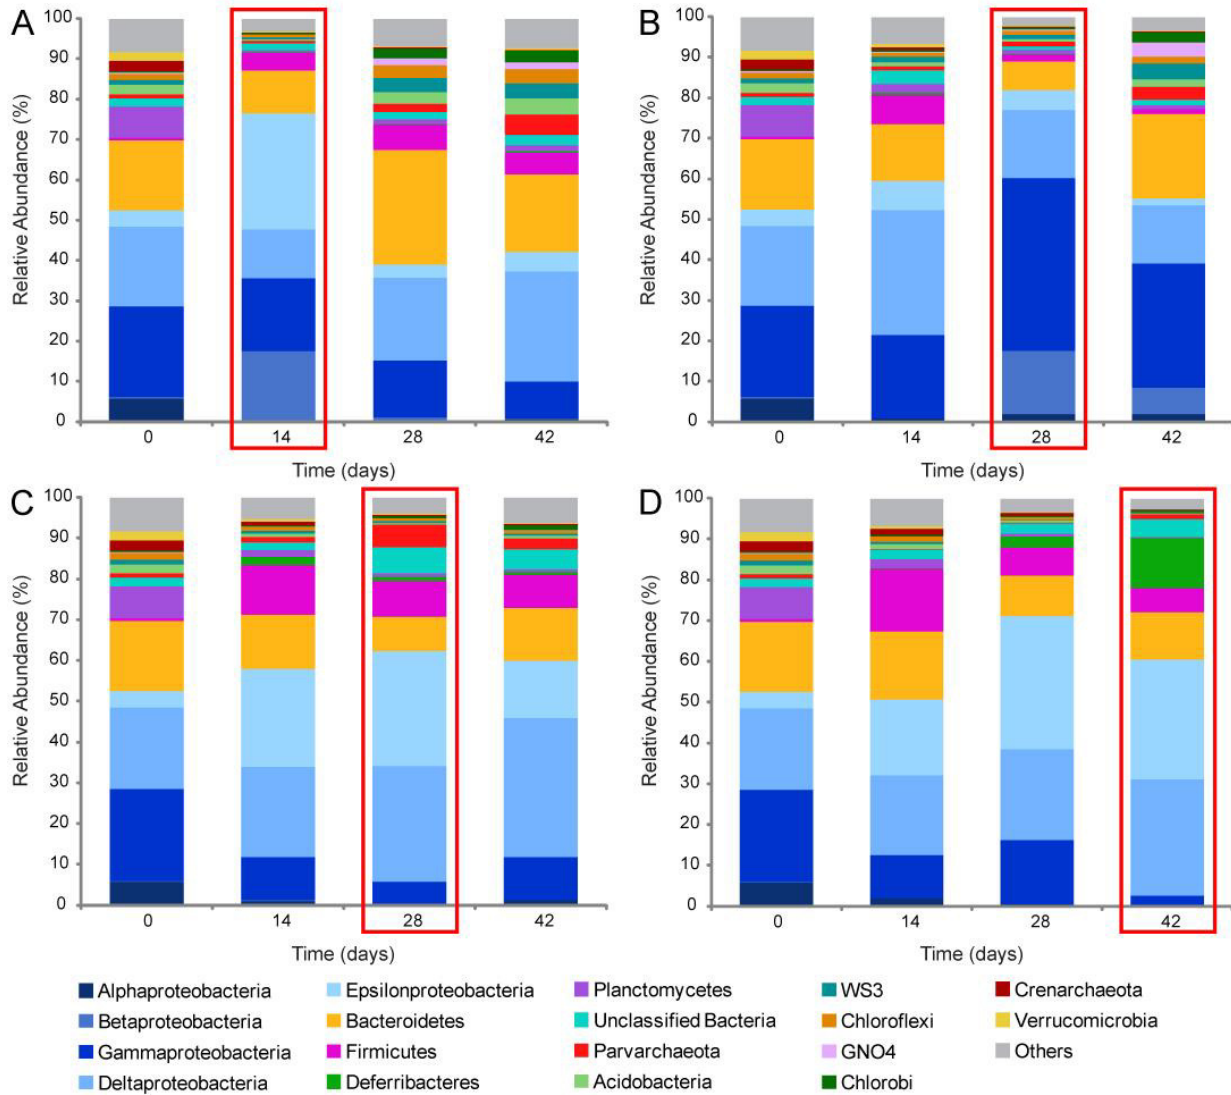 A
100
90
80
70
60
50
40
30
20
10
0
Relative Abundance (%)
0 14 28 42
Time (days)
B
100
90
80
70
60
50
40
30
20
10
0
Relative Abundance (%)
0 14 28 42
Time (days)
C
100
90
80
70
60
50
40
30
20
10
0
Relative Abundance (%)
0 14 28 42
Time (days)
D
100
90
80
70
60
50
40
30
20
10
0
Relative Abundance (%)
0 14 28 42
Time (days)
Alphaproteobacteria Epsilonproteobacteria Planctomycetes WS3 Crenarchaeota
Betaproteobacteria Bacteroidetes Unclassified Bacteria Chloroflexi Verrucomicrobia
Gammaproteobacteria Firmicutes Parvarchaeota GNO4 Others
Deltaproteobacteria Deferribacteres Acidobacteria Chlorobi